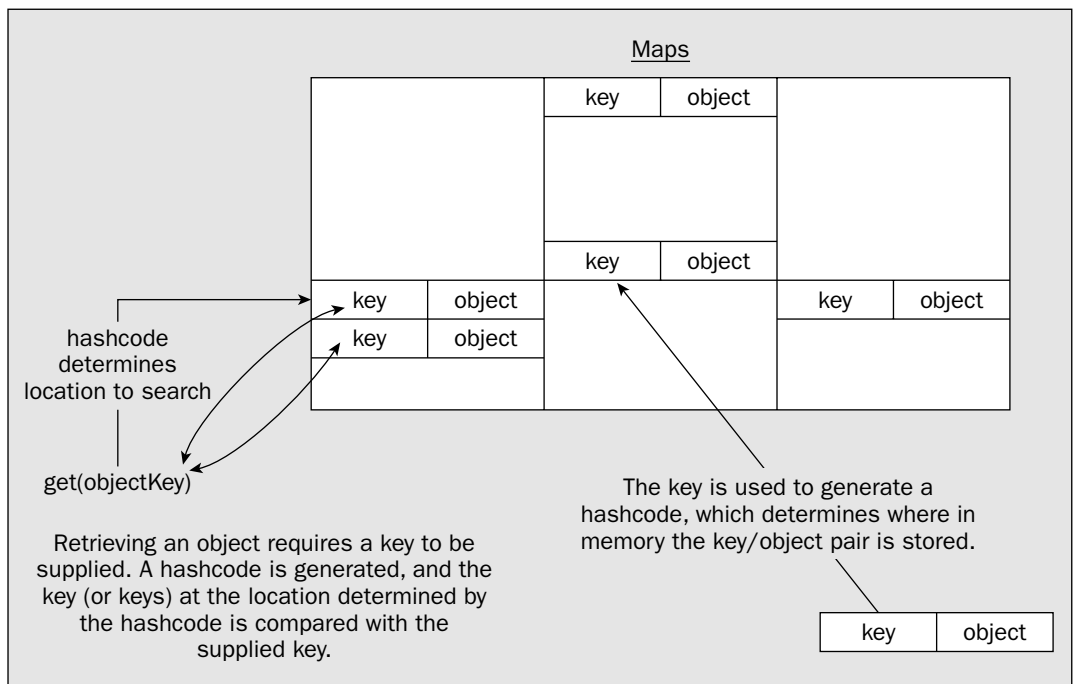 Maps
key object
key object
key object
key object
key object
hashcode
determines
location to search
get(objectKey)
Retrieving an object requires a key to be
supplied. A hashcode is generated, and the
key (or keys) at the location determined by
the hashcode is compared with the
supplied key.
The key is used to generate a
hashcode, which determines where in
memory the key/object pair is stored.
key object